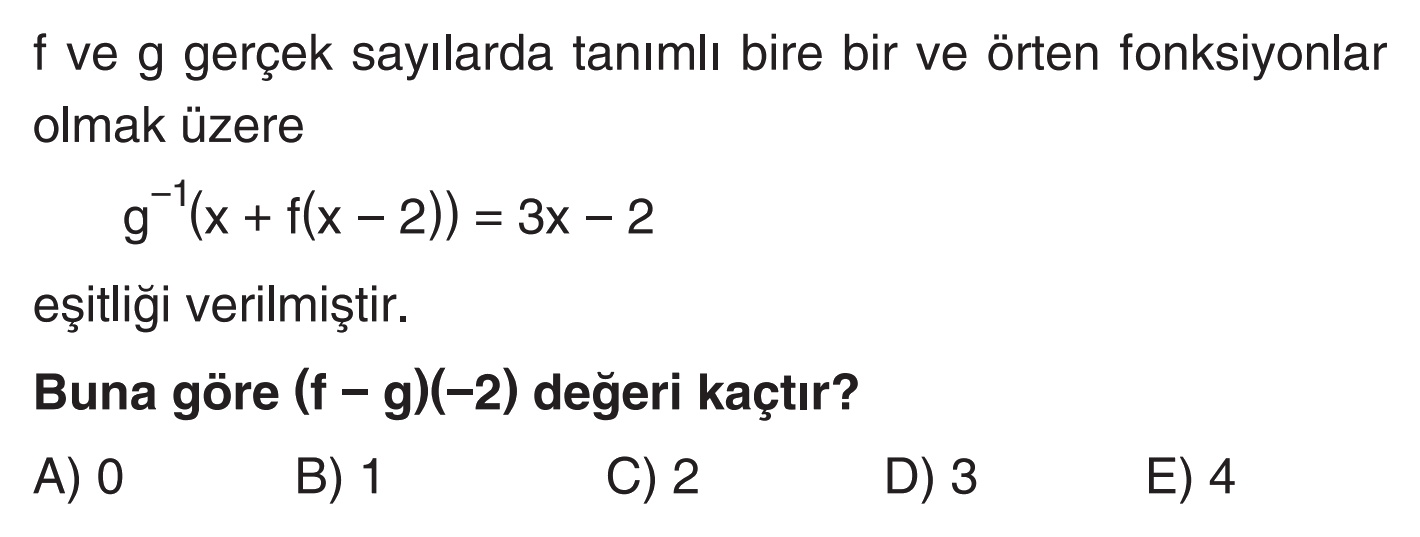 f ve g gerçek sayılarda tanımlı bire bir ve örten fonksiyonlar
olmak üzere
g⁻¹(x + f(x – 2)) = 3x – 2
eşitliği verilmiştir.
Buna göre (f – g)(–2) değeri kaçtır?
A) 0 B) 1 C) 2 D) 3 E) 4